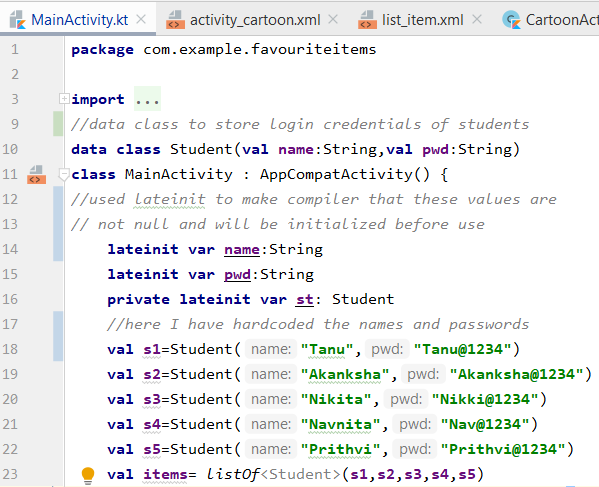 MainActivity.kt × activity_cartoon.xml × list_item.xml × CartoonAct
1 package com.example.favouriteitems
2
3 import ...
9 //data class to store login credentials of students
10 data class Student(val name:String,val pwd:String)
11 class MainActivity : AppCompatActivity() {
12 //used lateinit to make compiler that these values are
13 // not null and will be initialized before use
14 lateinit var name:String
15 lateinit var pwd:String
16 private lateinit var st: Student
17 //here I have hardcoded the names and passwords
18 val s1=Student( name: "Tanu", pwd: "Tanu@1234")
19 val s2=Student( name: "Akanksha", pwd: "Akanksha@1234")
20 val s3=Student( name: "Nikita", pwd: "Nikki@1234")
21 val s4=Student( name: "Navnita", pwd: "Nav@1234")
22 val s5=Student( name: "Prithvi", pwd: "Prithvi@1234")
23 val items= listOf<Student>(s1,s2,s3,s4,s5)